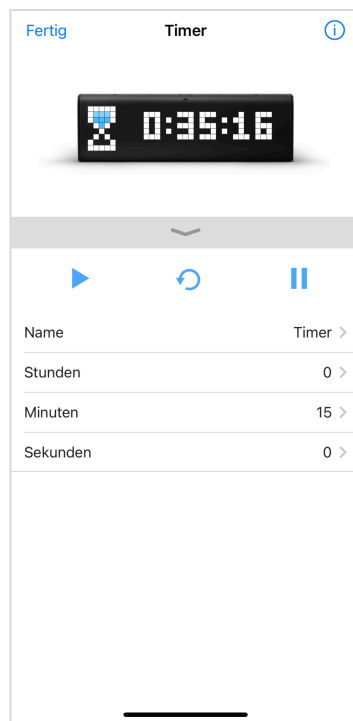 Fertig Timer
0:35:16
Name Timer
Stunden 0
Minuten 15
Sekunden 0